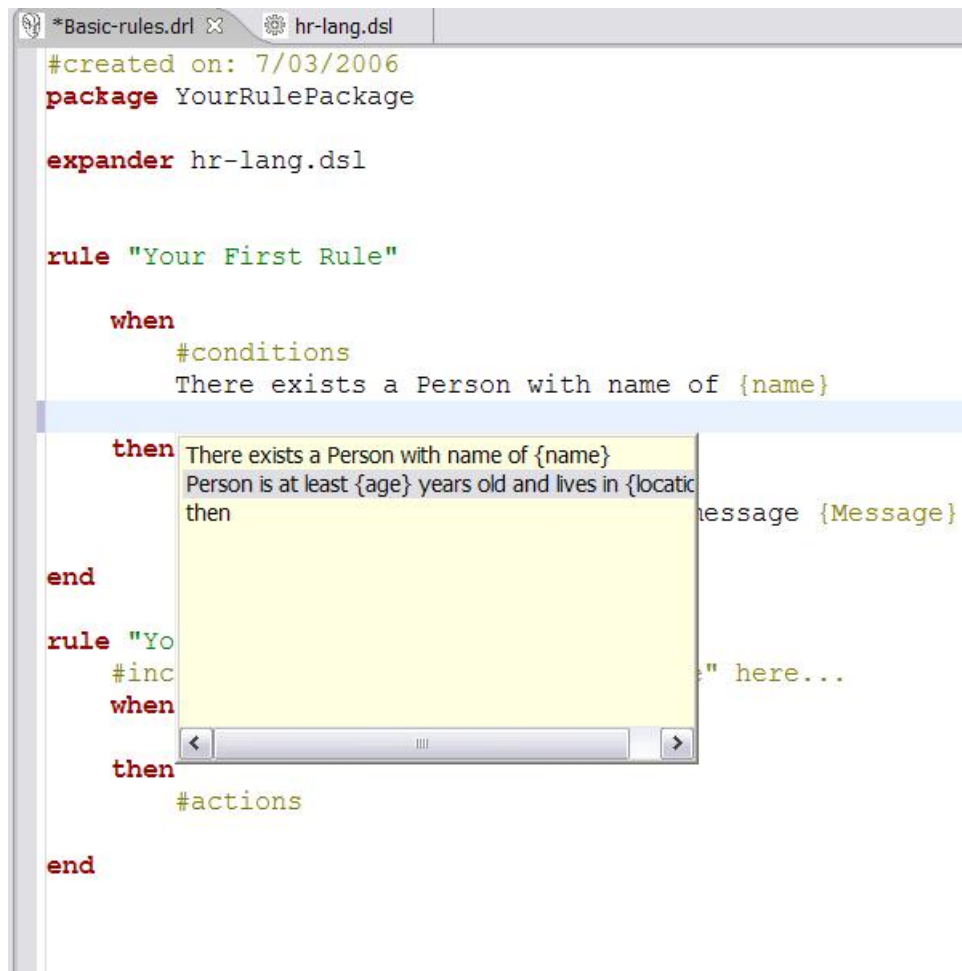 *Basic-rules.drl hr-lang.dsl
#created on: 7/03/2006
package YourRulePackage
expander hr-lang.dsl
rule "Your First Rule"
when
#conditions
There exists a Person with name of {name}
then
There exists a Person with name of {name}
Person is at least {age} years old and lives in
then
{Message}
end
rule "Yo
#inc " here...
when
then
#actions
end